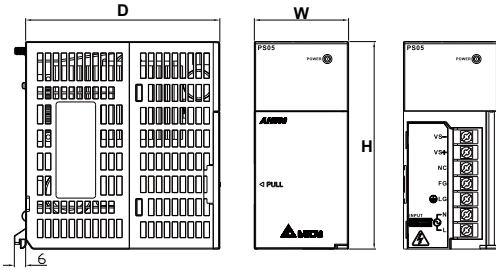 D
W
PS05
POWER
PS05
POWER
H
VS-
VS+
NC
FG
LG
N
L
INPUT
◁ PULL
6